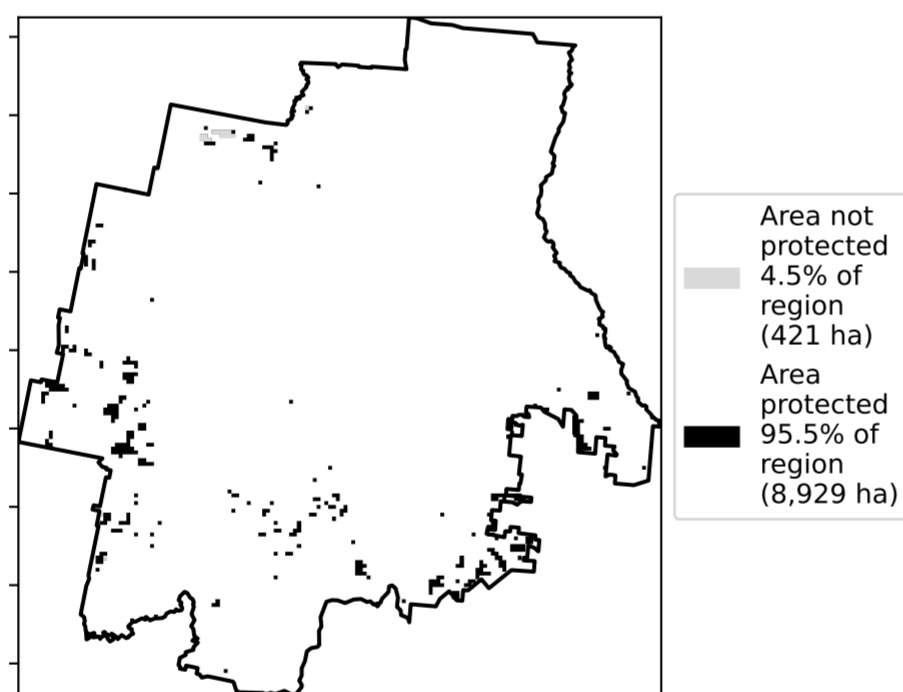 Area not
protected
4.5% of
region
(421 ha)
Area
protected
95.5% of
region
(8,929 ha)